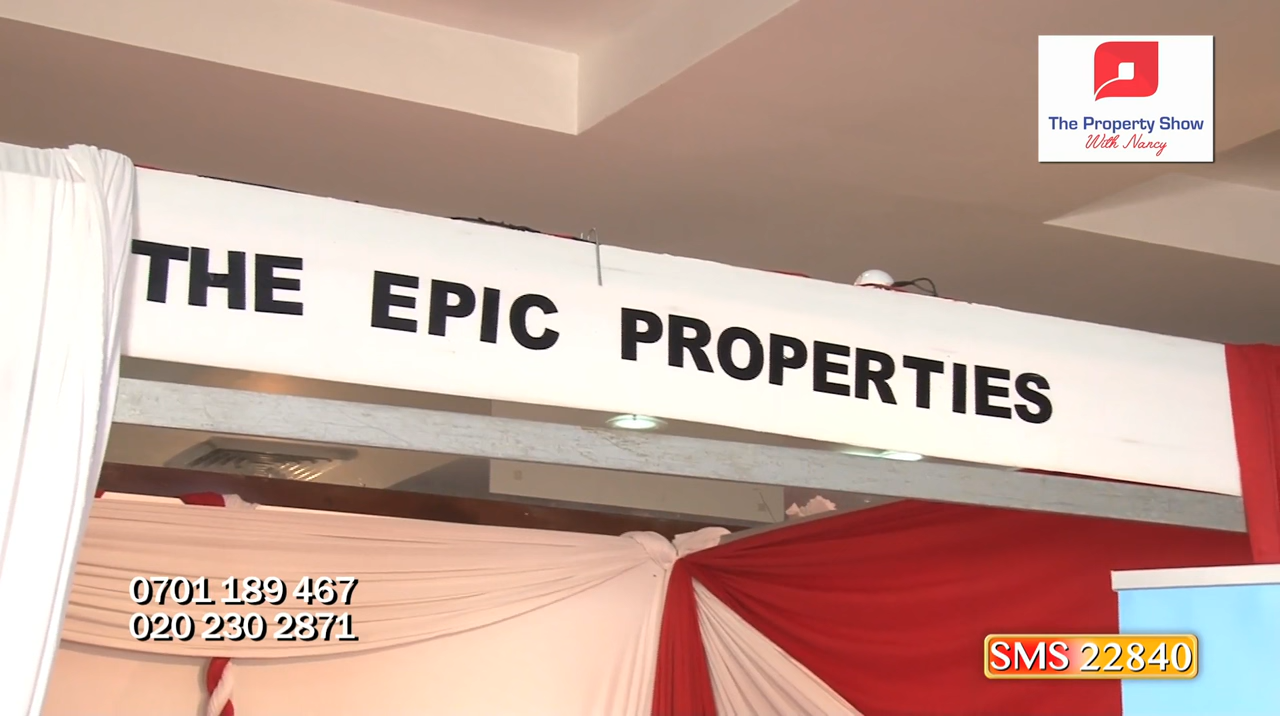 The Property Show
With Nancy
THE EPIC PROPERTIES
0701 189 467
020 230 2871
SMS 22840